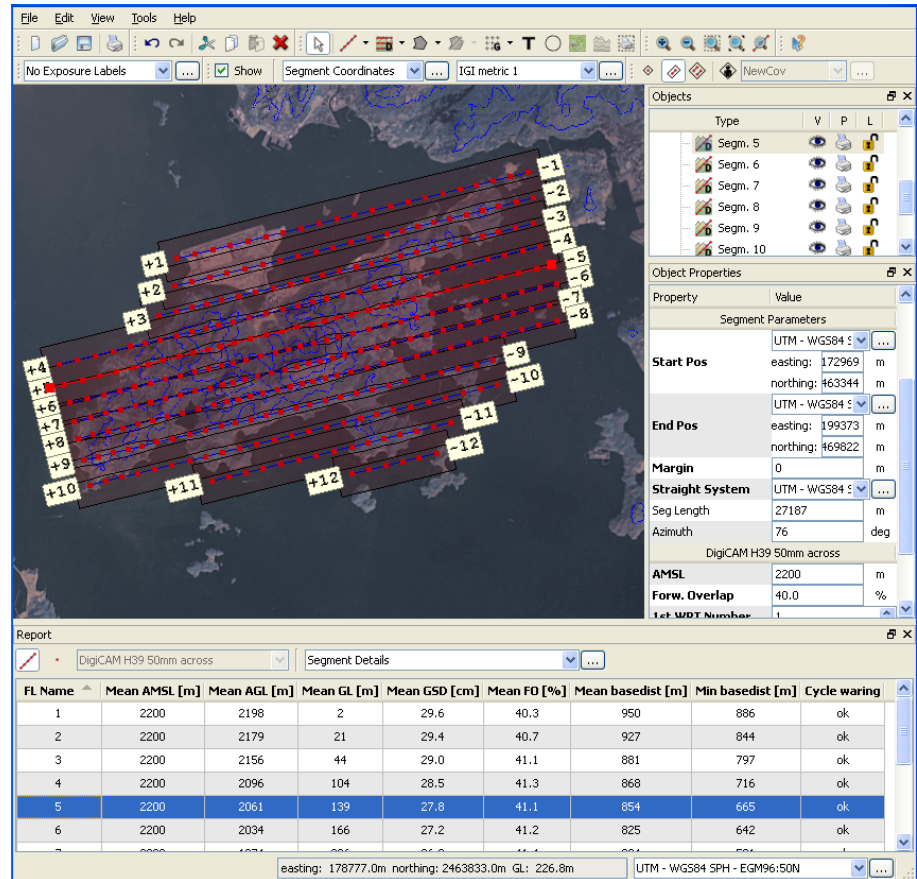 File Edit View Tools Help
No Exposure Labels ... Show Segment Coordinates ... IGI metric 1 ... NewCov ...
-1
-2
-3
-4
-5
-6
-7
-8
-9
-10
-11
-12
+1
+2
+3
+4
+6
+7
+8
+9
+10
+11
+12
Objects
Type V P L
Segm. 5
Segm. 6
Segm. 7
Segm. 8
Segm. 9
Segm. 10
Object Properties
Property Value
Segment Parameters
UTM - WGS84 ...
Start Pos easting: 172969 m
northing: 463344 m
UTM - WGS84 ...
End Pos easting: 199373 m
northing: 469822 m
Margin 0 m
Straight System UTM - WGS84 ...
Seg Length 27187 m
Azimuth 76 deg
DigiCAM H39 50mm across
AMSL 2200 m
Forw. Overlap 40.0 %
1st WPT Number 1
Report
DigiCAM H39 50mm across Segment Details ...
FL Name Mean AMSL [m] Mean AGL [m] Mean GL [m] Mean GSD [cm] Mean FO [%] Mean basedist [m] Min basedist [m] Cycle waring
1 2200 2198 2 29.6 40.3 950 886 ok
2 2200 2179 21 29.4 40.7 927 844 ok
3 2200 2156 44 29.0 41.1 881 797 ok
4 2200 2096 104 28.5 41.3 868 716 ok
5 2200 2061 139 27.8 41.1 854 665 ok
6 2200 2034 166 27.2 41.2 825 642 ok
easting: 178777.0m northing: 2463833.0m GL: 226.8m UTM - WGS84 SPH - EGM96:50N ...